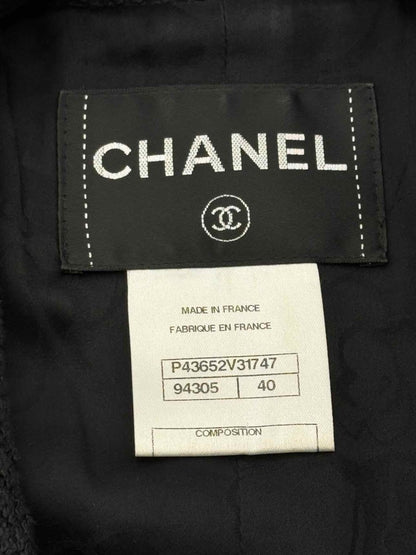 CHANEL
MADE IN FRANCE
FABRIQUE EN FRANCE
P43652V31747
94305 40
COMPOSITION